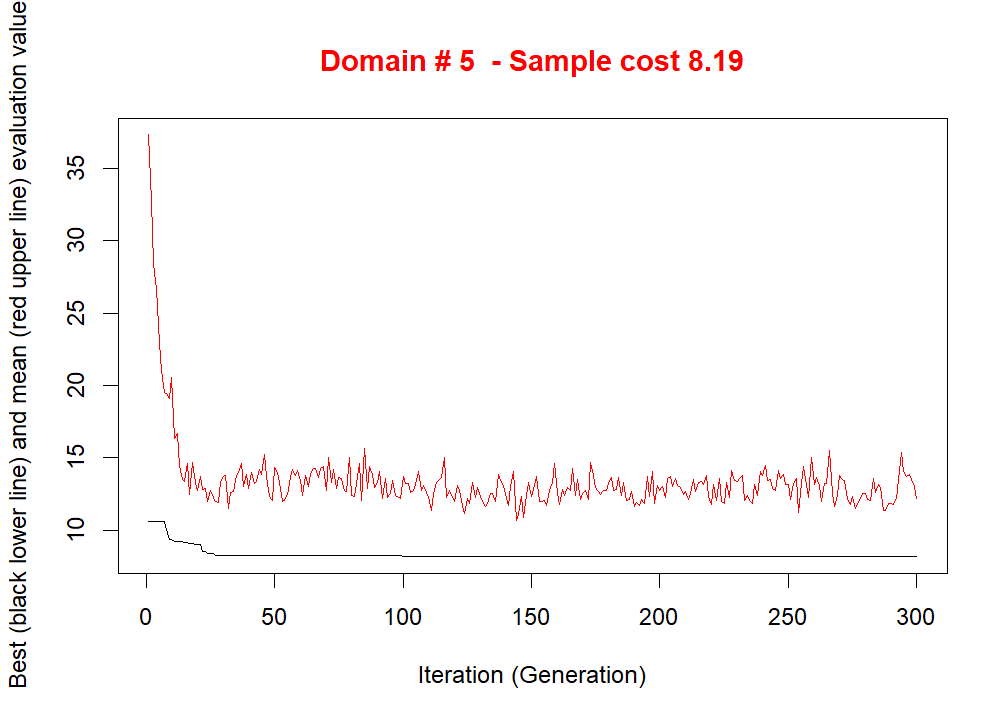 Domain # 5  - Sample cost 8.19
Best (black lower line) and mean (red upper line) evaluation value
35
30
25
20
15
10
0 50 100 150 200 250 300
Iteration (Generation)